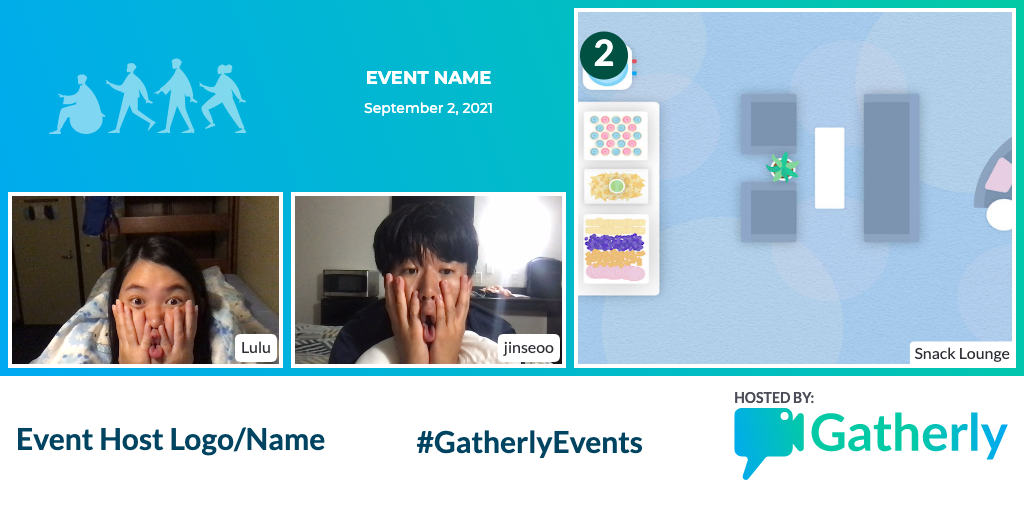 EVENT NAME
September 2, 2021
2
Lulu
jinseoo
Snack Lounge
Event Host Logo/Name
#GatherlyEvents
HOSTED BY:
Gatherly